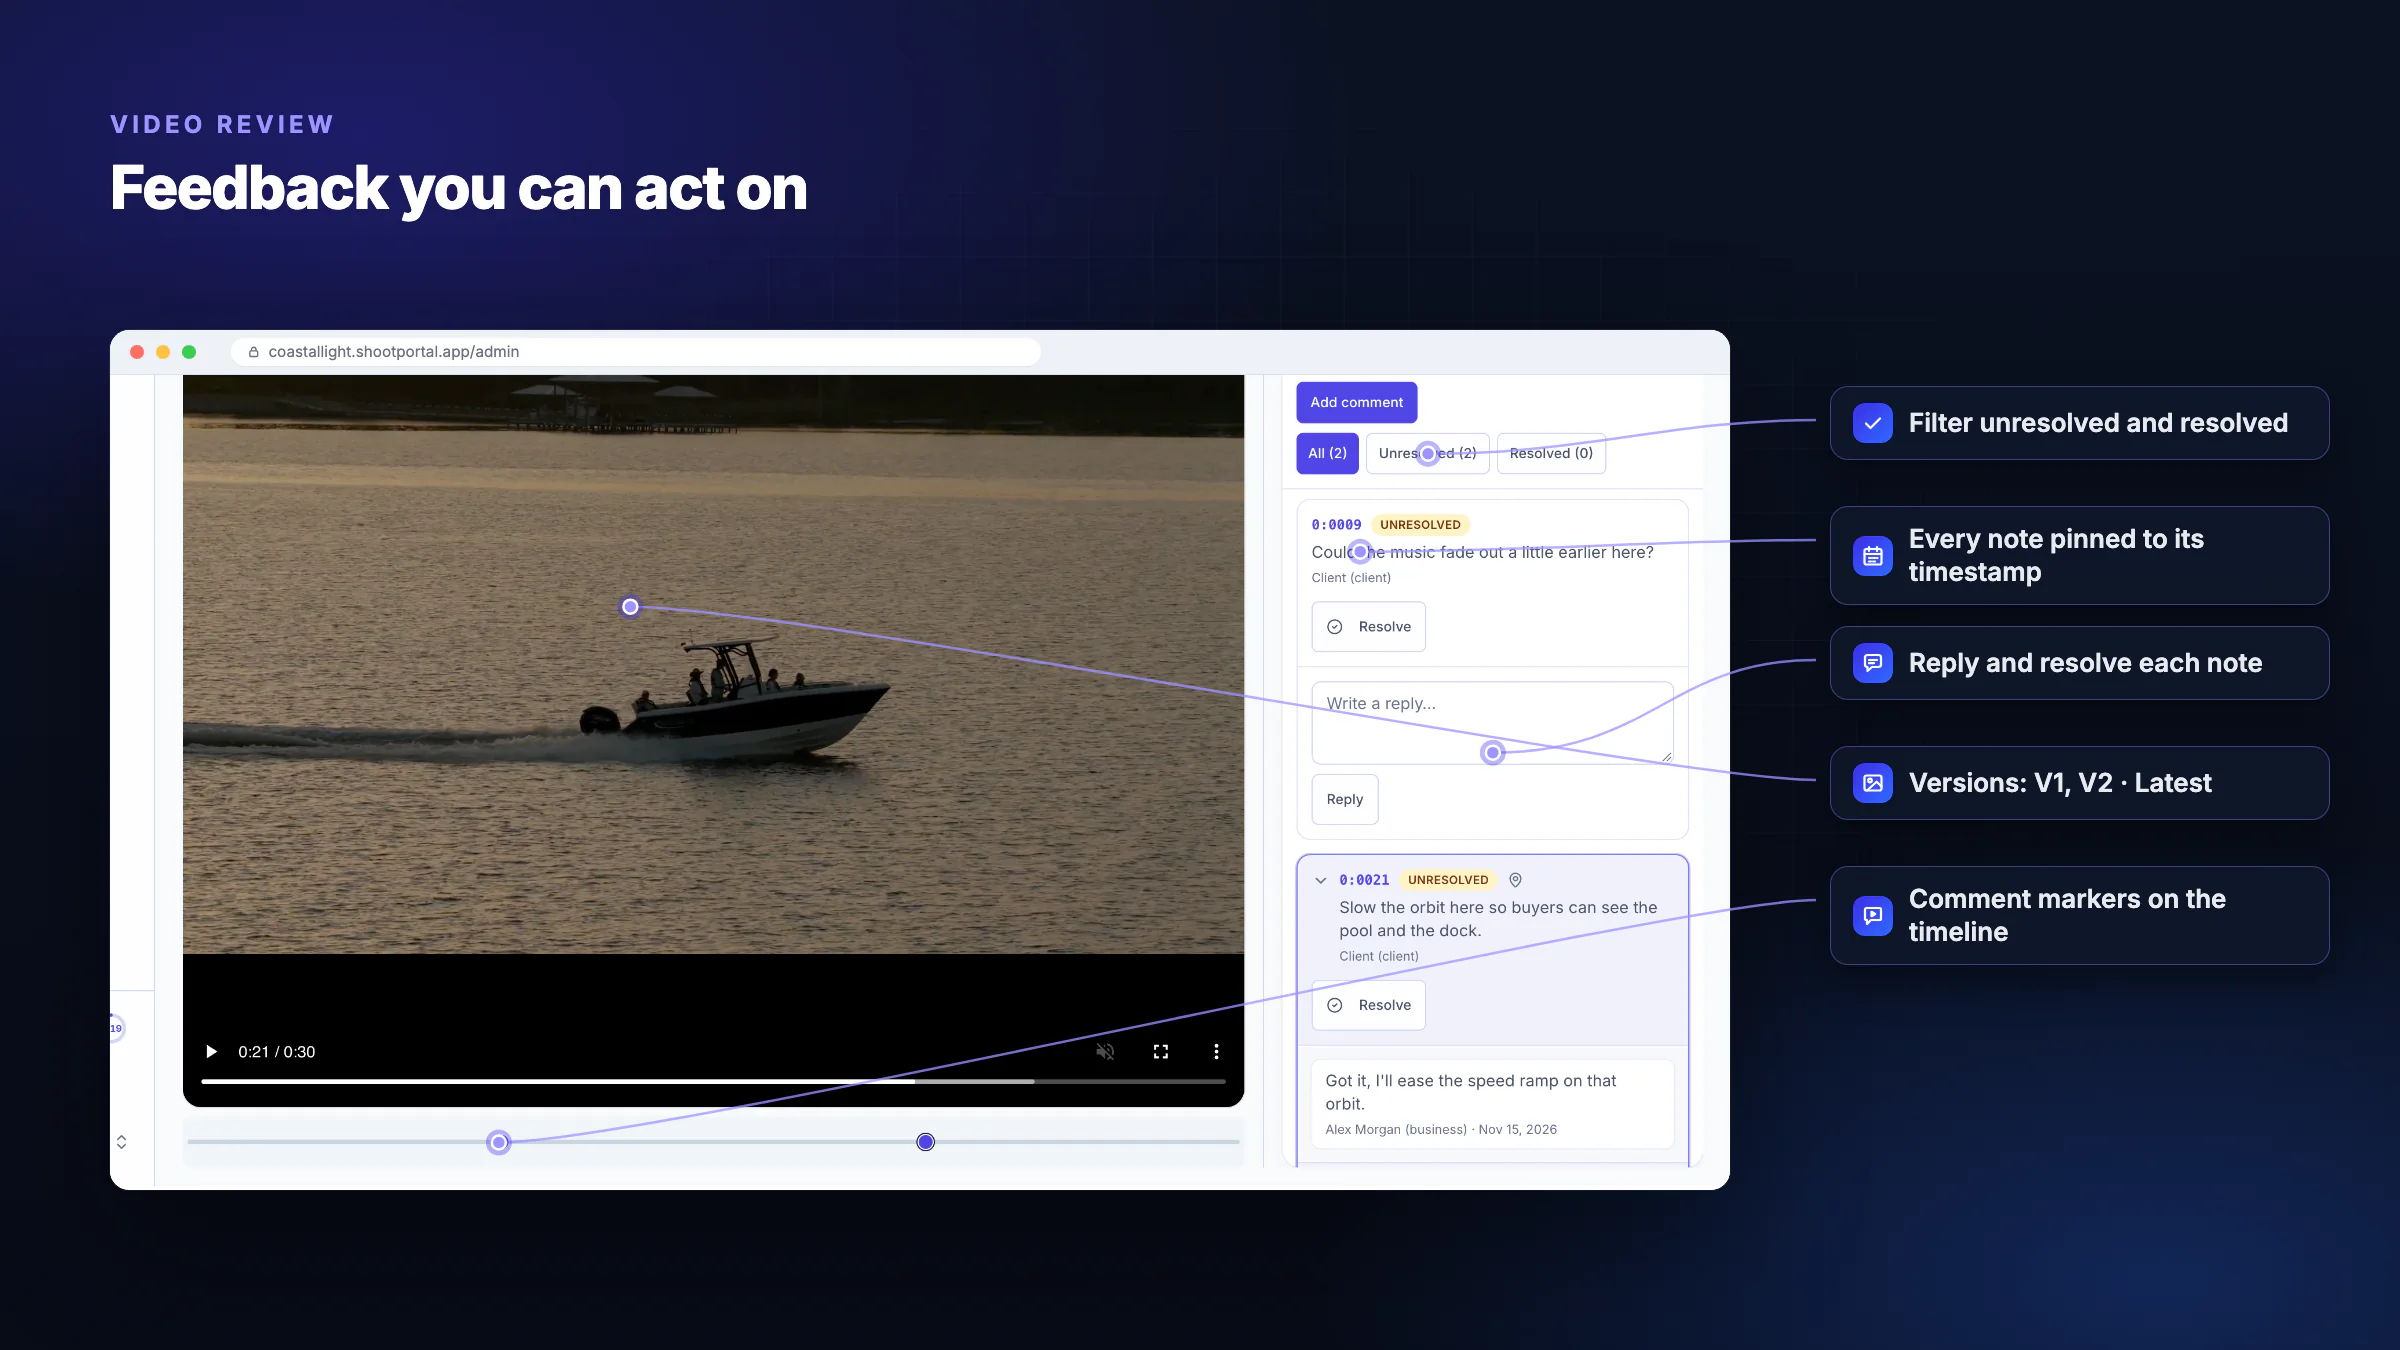 VIDEO REVIEW
Feedback you can act on
coastallight.shootportal.app/admin
Add comment
All (2)
Unresolved (2)
Resolved (0)
0:0009 UNRESOLVED
Could the music fade out a little earlier here?
Client (client)
Resolve
Write a reply...
Reply
0:0021 UNRESOLVED
Slow the orbit here so buyers can see the
pool and the dock.
Client (client)
Resolve
Got it, I'll ease the speed ramp on that
orbit.
Alex Morgan (business) · Nov 15, 2026
19
0:21 / 0:30
Filter unresolved and resolved
Every note pinned to its
timestamp
Reply and resolve each note
Versions: V1, V2 · Latest
Comment markers on the
timeline